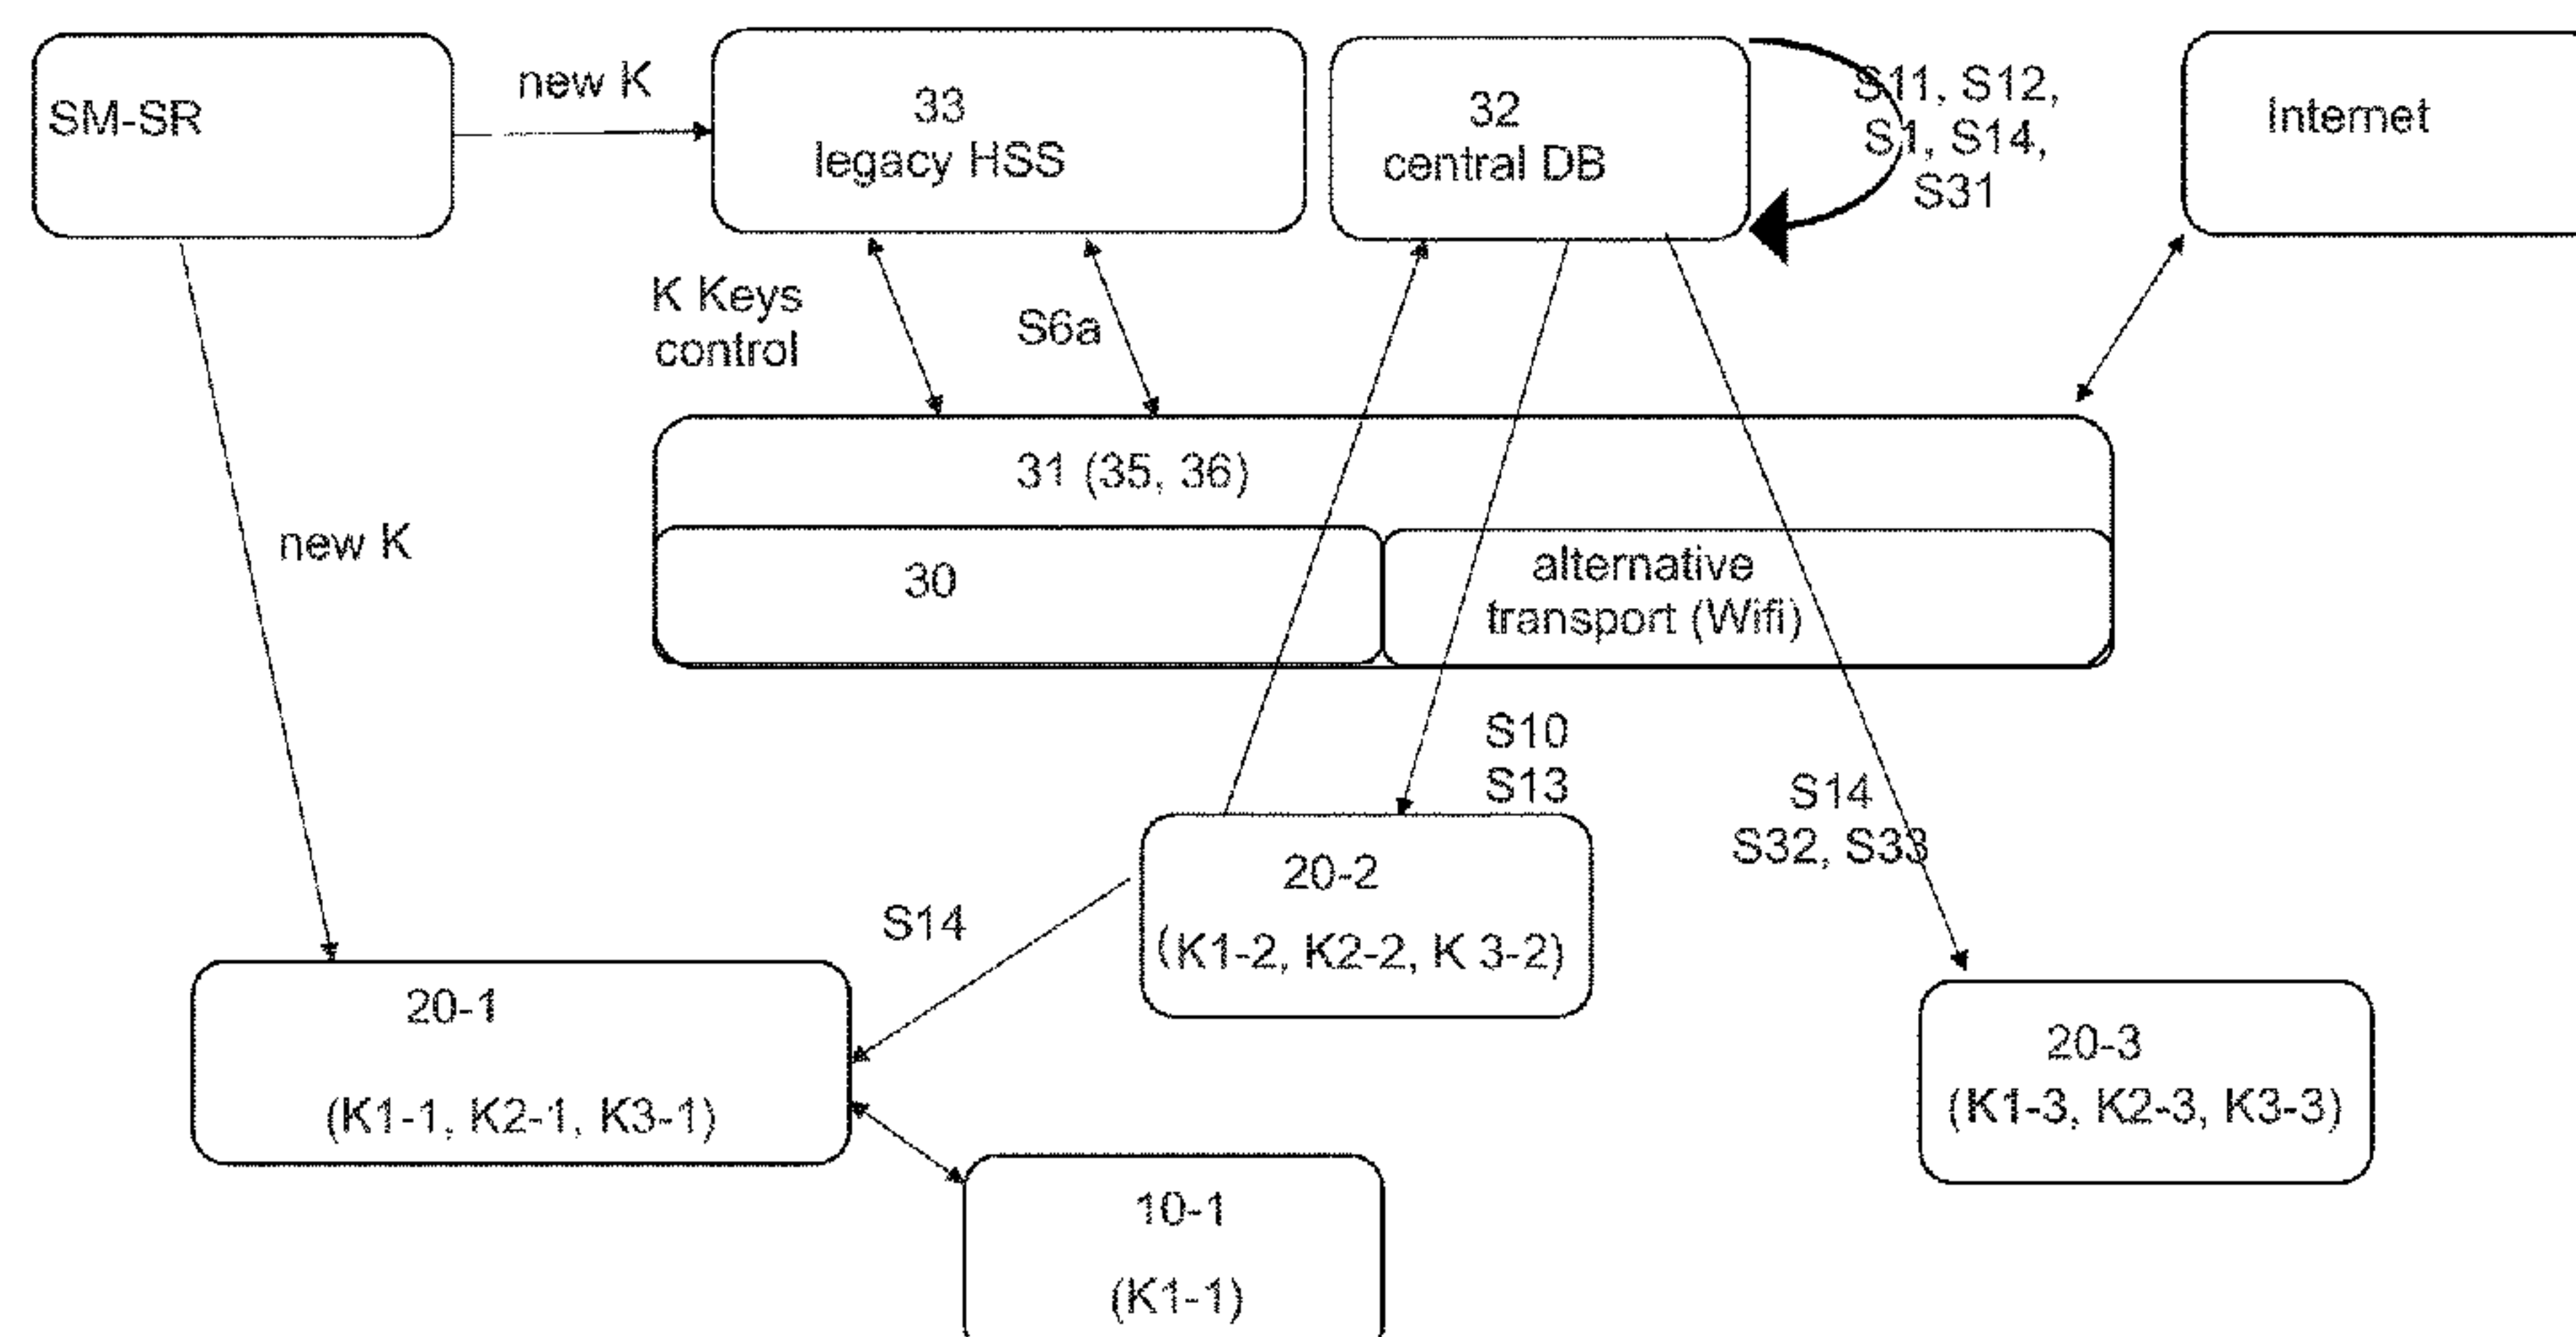 SM-SR
new K
33
legacy HSS
32
central DB
S11, S12,
S1, S14,
S31
Internet
K Keys
control
S6a
31 (35, 36)
30
alternative
transport (Wifi)
new K
S10
S13
S14
S32, S33
S14
20-2
(K1-2, K2-2, K 3-2)
20-1
(K1-1, K2-1, K3-1)
20-3
(K1-3, K2-3, K3-3)
10-1
(K1-1)